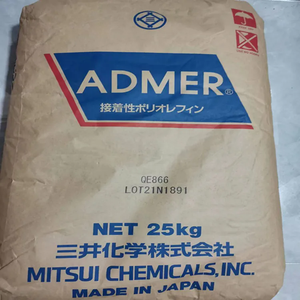 ADMER®
接着性ポリオレフィン
QE866
LOT21N1891
NET 25kg
三井化学株式会社
MITSUI CHEMICALS, INC.
MADE IN JAPAN